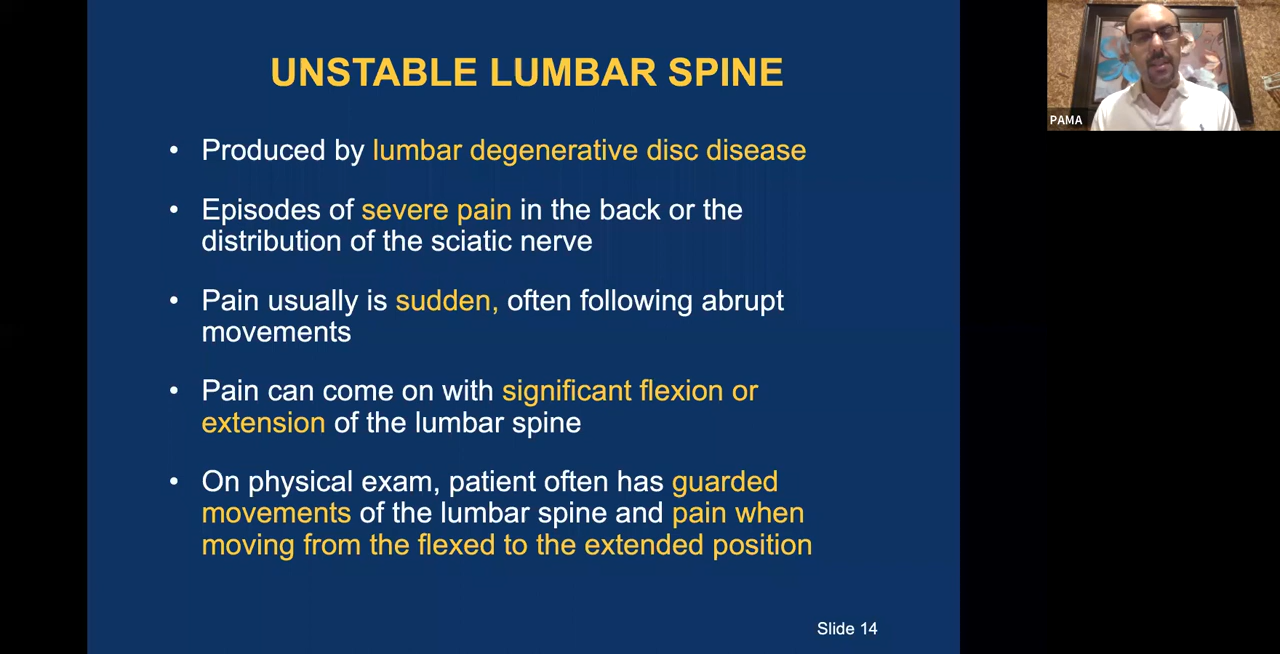 UNSTABLE LUMBAR SPINE
• Produced by lumbar degenerative disc disease
• Episodes of severe pain in the back or the
distribution of the sciatic nerve
• Pain usually is sudden, often following abrupt
movements
• Pain can come on with significant flexion or
extension of the lumbar spine
• On physical exam, patient often has guarded
movements of the lumbar spine and pain when
moving from the flexed to the extended position
Slide 14
PAMA